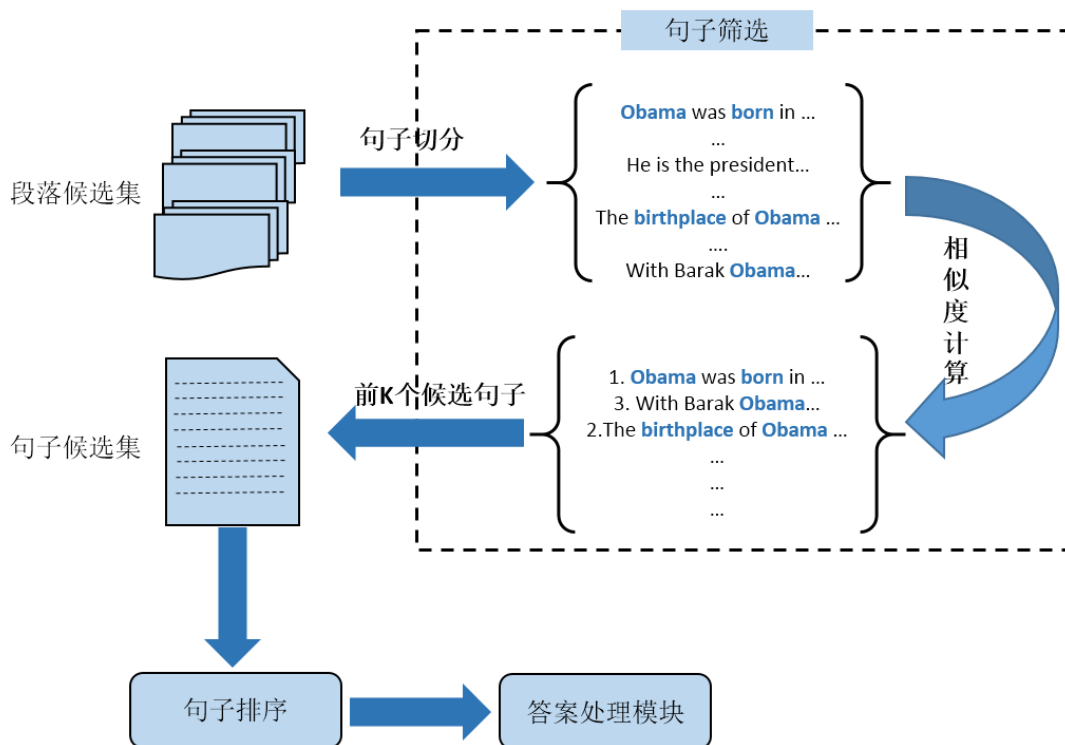 句子筛选
段落候选集
句子切分
Obama was born in ...
...
He is the president...
...
The birthplace of Obama ...
....
With Barak Obama...
相似度计算
句子候选集
前K个候选句子
1. Obama was born in ...
3. With Barak Obama...
2.The birthplace of Obama ...
...
...
...
句子排序
答案处理模块